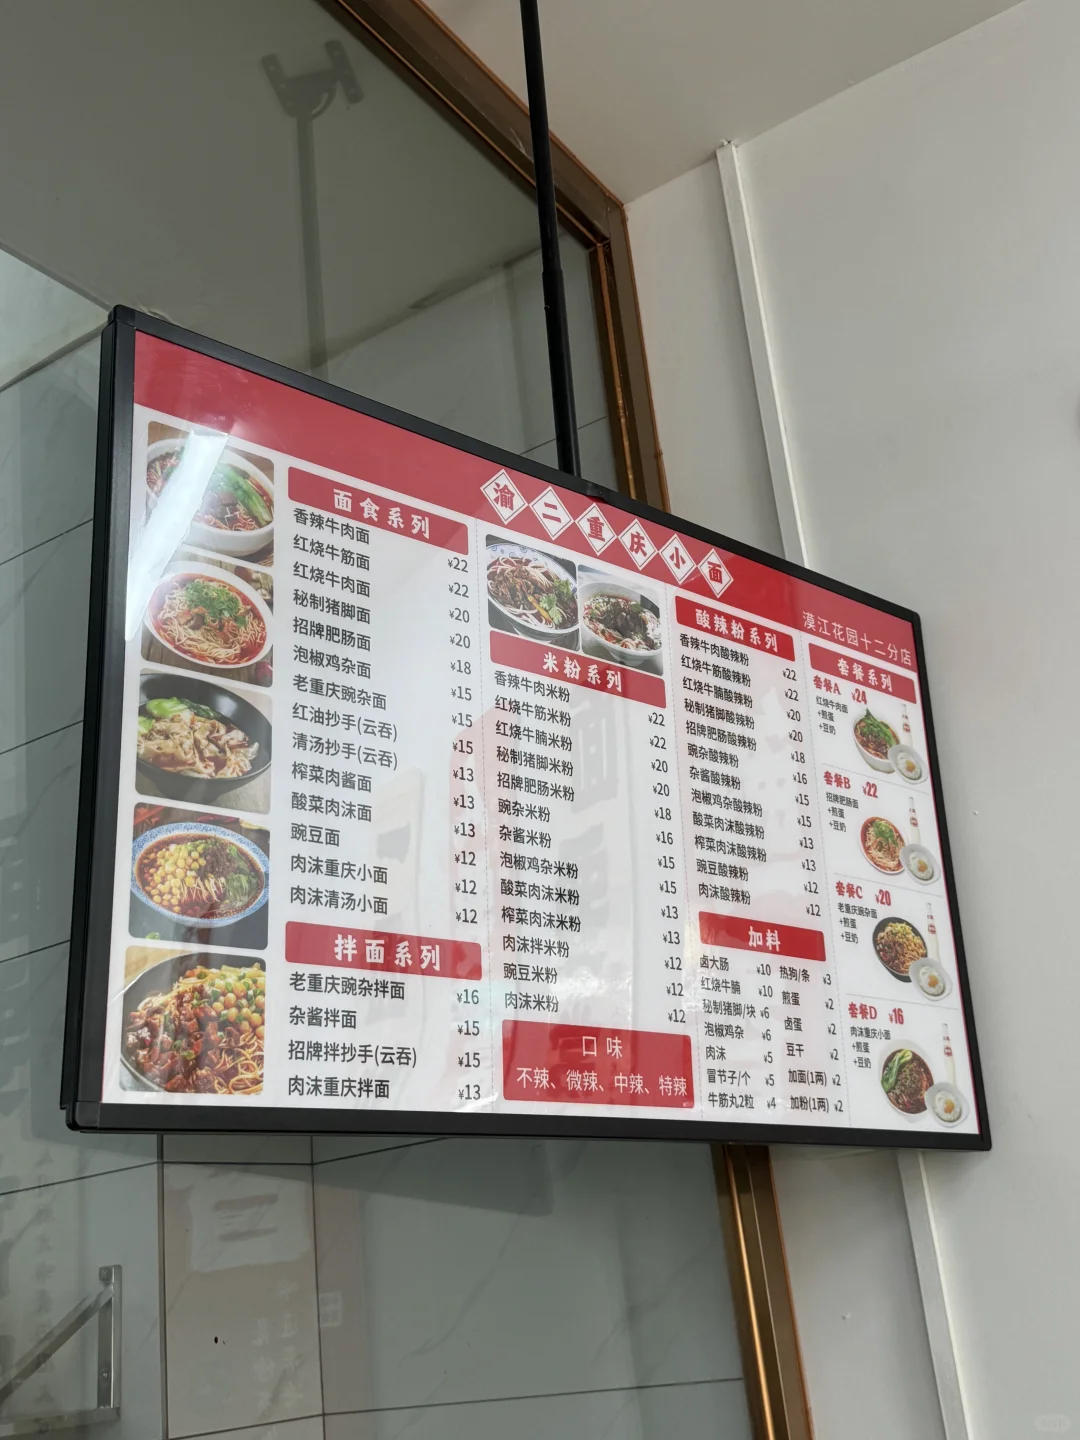 渝二重庆小面
漠江花园十二分店
面食系列
香辣牛肉面 ¥22
红烧牛筋面 ¥22
红烧牛肉面 ¥20
秘制猪脚面 ¥20
招牌肥肠面 ¥18
泡椒鸡杂面 ¥15
老重庆豌杂面 ¥15
红油抄手(云吞) ¥15
清汤抄手(云吞) ¥13
榨菜肉酱面 ¥13
酸菜肉沫面 ¥13
豌豆面 ¥12
肉沫重庆小面 ¥12
肉沫清汤小面 ¥12
拌面系列
老重庆豌杂拌面 ¥16
杂酱拌面 ¥15
招牌拌抄手(云吞) ¥15
肉沫重庆拌面 ¥13
米粉系列
香辣牛肉米粉 ¥22
红烧牛筋米粉 ¥22
红烧牛腩米粉 ¥20
秘制猪脚米粉 ¥20
招牌肥肠米粉 ¥18
豌杂米粉 ¥16
杂酱米粉 ¥15
泡椒鸡杂米粉 ¥15
酸菜肉沫米粉 ¥13
榨菜肉沫米粉 ¥13
肉沫拌米粉 ¥12
豌豆米粉 ¥12
肉沫米粉 ¥12
口味
不辣、微辣、中辣、特辣
酸辣粉系列
香辣牛肉酸辣粉 ¥22
红烧牛筋酸辣粉 ¥22
红烧牛腩酸辣粉 ¥20
秘制猪脚酸辣粉 ¥20
招牌肥肠酸辣粉 ¥18
豌杂酸辣粉 ¥16
杂酱酸辣粉 ¥15
泡椒鸡杂酸辣粉 ¥15
酸菜肉沫酸辣粉 ¥13
榨菜肉沫酸辣粉 ¥13
豌豆酸辣粉 ¥12
肉沫酸辣粉 ¥12
加料
卤大肠 ¥10 热狗/条 ¥3
红烧牛腩 ¥10 煎蛋 ¥2
秘制猪脚/块 ¥6 卤蛋 ¥2
泡椒鸡杂 ¥6 豆干 ¥2
肉沫 ¥5
冒节子/个 ¥5 加面(1两) ¥2
牛筋丸2粒 ¥4 加粉(1两) ¥2
套餐系列
套餐A ¥24
红烧牛肉面
+煎蛋
+豆奶
套餐B ¥22
招牌肥肠面
+煎蛋
+豆奶
套餐C ¥20
老重庆豌杂面
+煎蛋
+豆奶
套餐D ¥16
肉沫重庆小面
+煎蛋
+豆奶